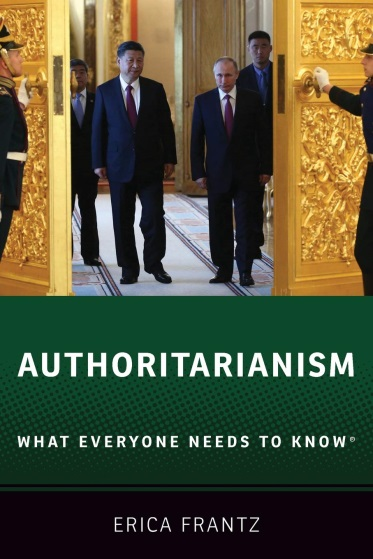 AUTHORITARIANISM
WHAT EVERYONE NEEDS TO KNOW®
ERICA FRANTZ